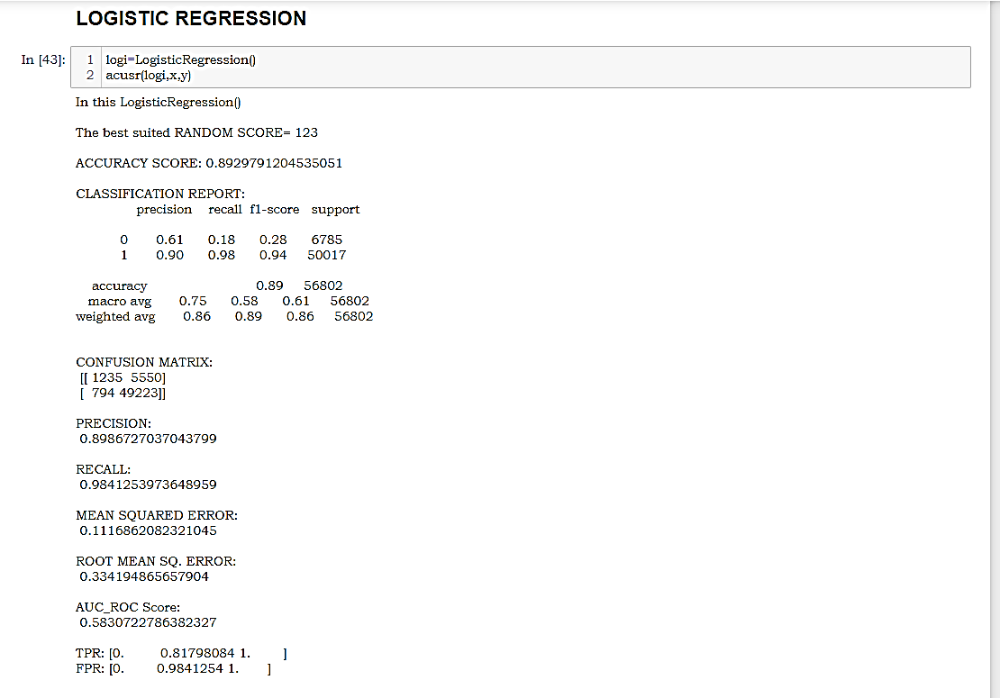 LOGISTIC REGRESSION
In [43]:
1 logi=LogisticRegression()
2 acusr(logi,x,y)
In this LogisticRegression()
The best suited RANDOM SCORE= 123
ACCURACY SCORE: 0.8929791204535051
CLASSIFICATION REPORT:
precision recall f1-score support
0 0.61 0.18 0.28 6785
1 0.90 0.98 0.94 50017
accuracy 0.89 56802
macro avg 0.75 0.58 0.61 56802
weighted avg 0.86 0.89 0.86 56802
CONFUSION MATRIX:
[[ 1235 5550]
[ 794 49223]]
PRECISION:
0.8986727037043799
RECALL:
0.9841253973648959
MEAN SQUARED ERROR:
0.1116862082321045
ROOT MEAN SQ. ERROR:
0.334194865657904
AUC_ROC Score:
0.5830722786382327
TPR: [0. 0.81798084 1. ]
FPR: [0. 0.9841254 1. ]